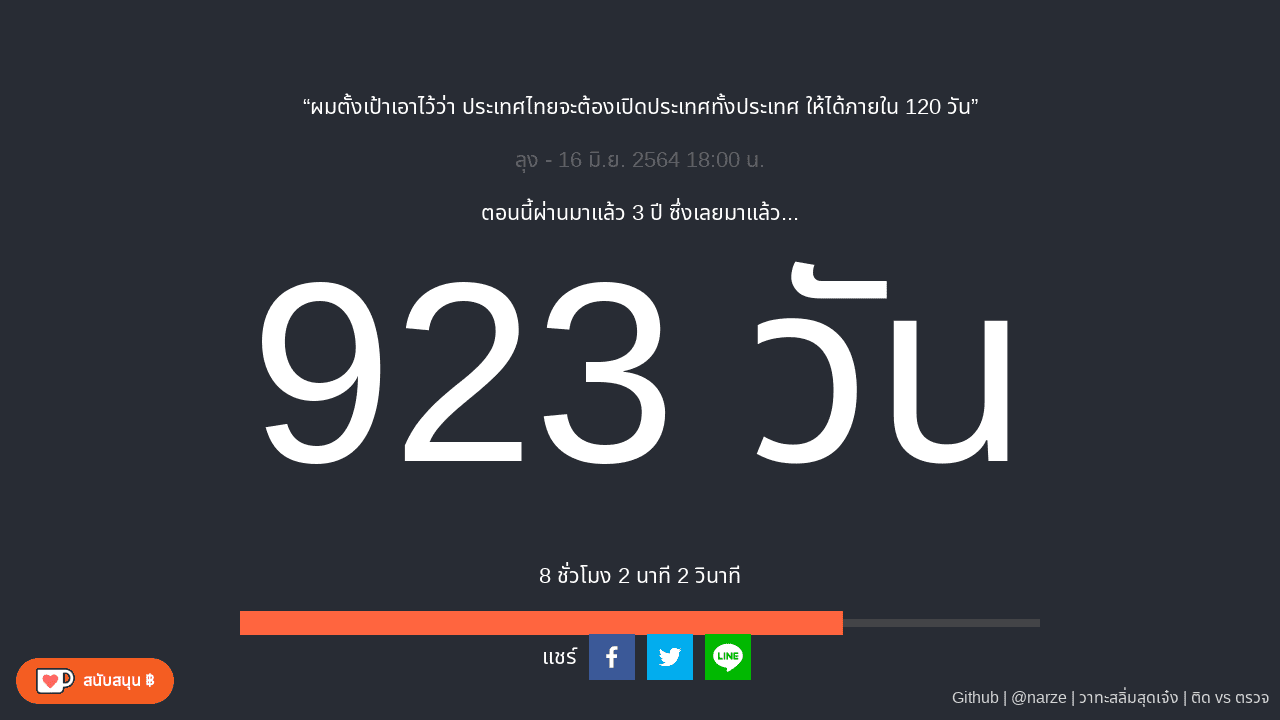 “ผมตั้งเป้าเอาไว้ว่า ประเทศไทยจะต้องเปิดประเทศทั้งประเทศ ให้ได้ภายใน 120 วัน”
ลุง - 16 มิ.ย. 2564 18:00 น.
ตอนนี้ผ่านมาแล้ว 3 ปี ซึ่งเลยมาแล้ว...
923 วัน
8 ชั่วโมง 2 นาที 2 วินาที
แชร์
LINE
สนับสนุน ฿
Github | @narze | วาทะสลิ่มสุดเจ๋ง | ติด vs ตรวจ